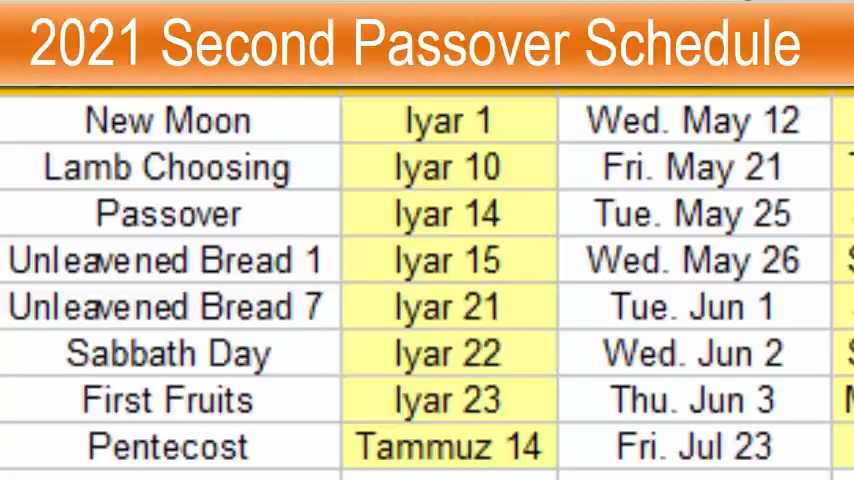 2021 Second Passover Schedule
New Moon Iyar 1 Wed. May 12
Lamb Choosing Iyar 10 Fri. May 21
Passover Iyar 14 Tue. May 25
Unleavened Bread 1 Iyar 15 Wed. May 26
Unleavened Bread 7 Iyar 21 Tue. Jun 1
Sabbath Day Iyar 22 Wed. Jun 2
First Fruits Iyar 23 Thu. Jun 3
Pentecost Tammuz 14 Fri. Jul 23